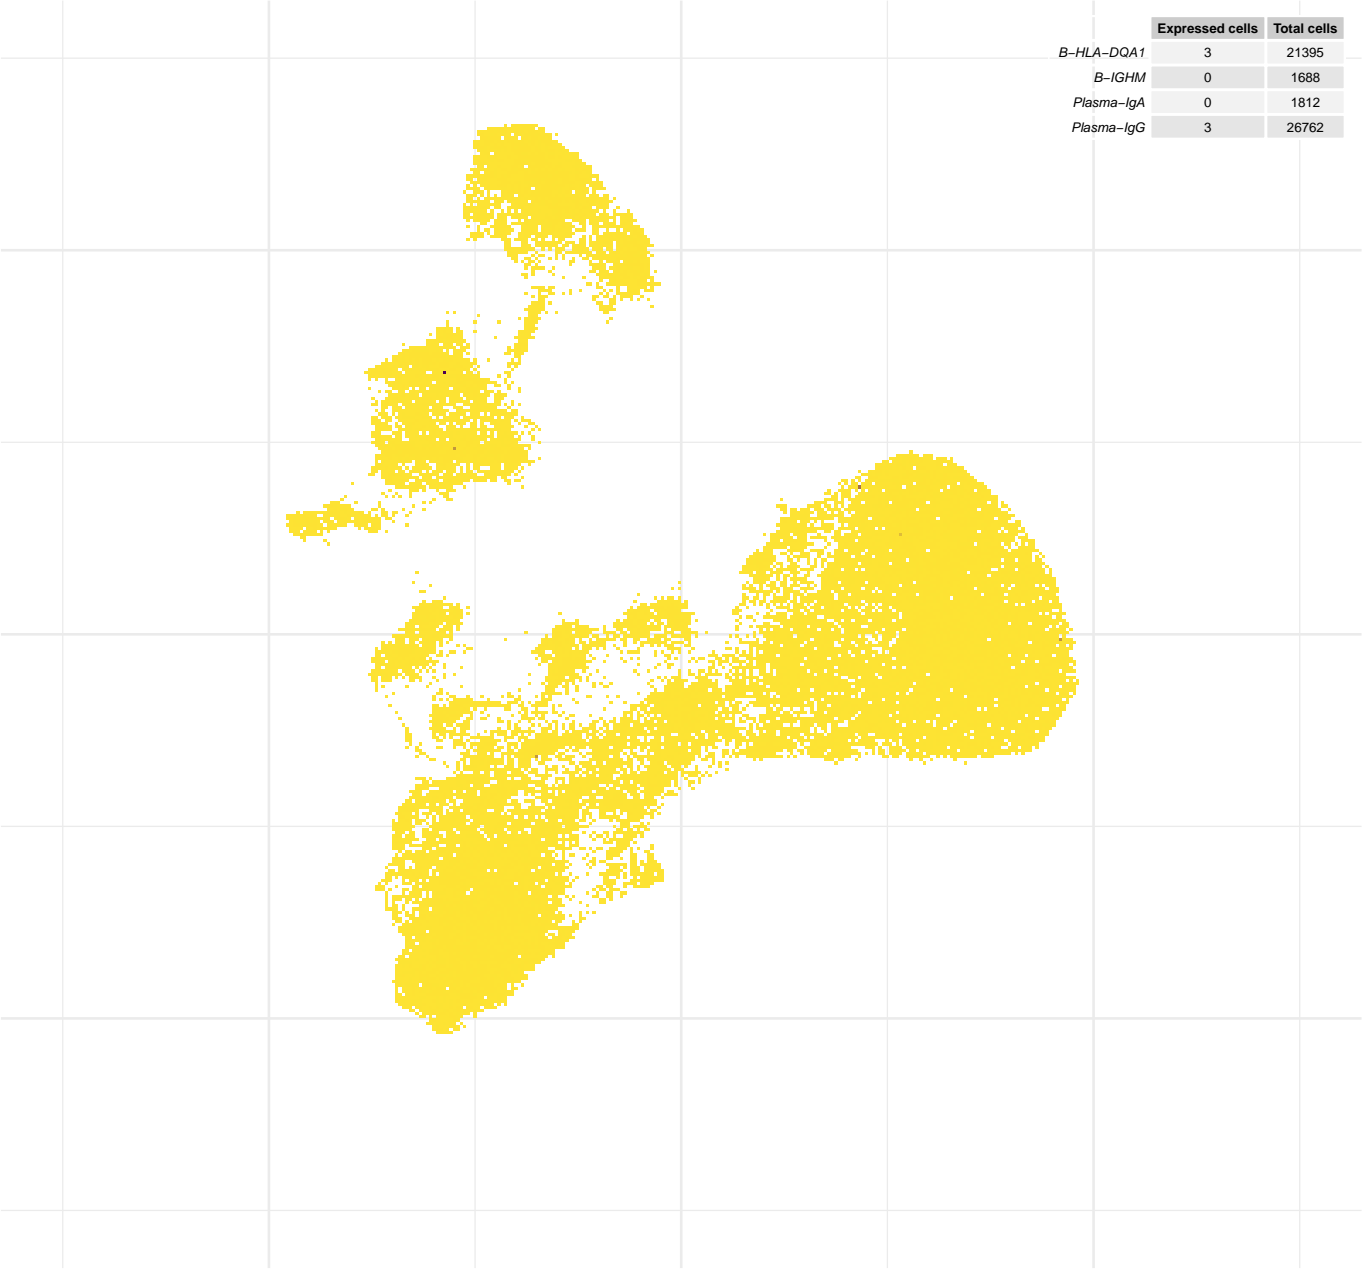 Expressed cells Total cells
B−HLA−DQA1 3 21395
B−IGHM 0 1688
Plasma−IgA 0 1812
Plasma−IgG 3 26762